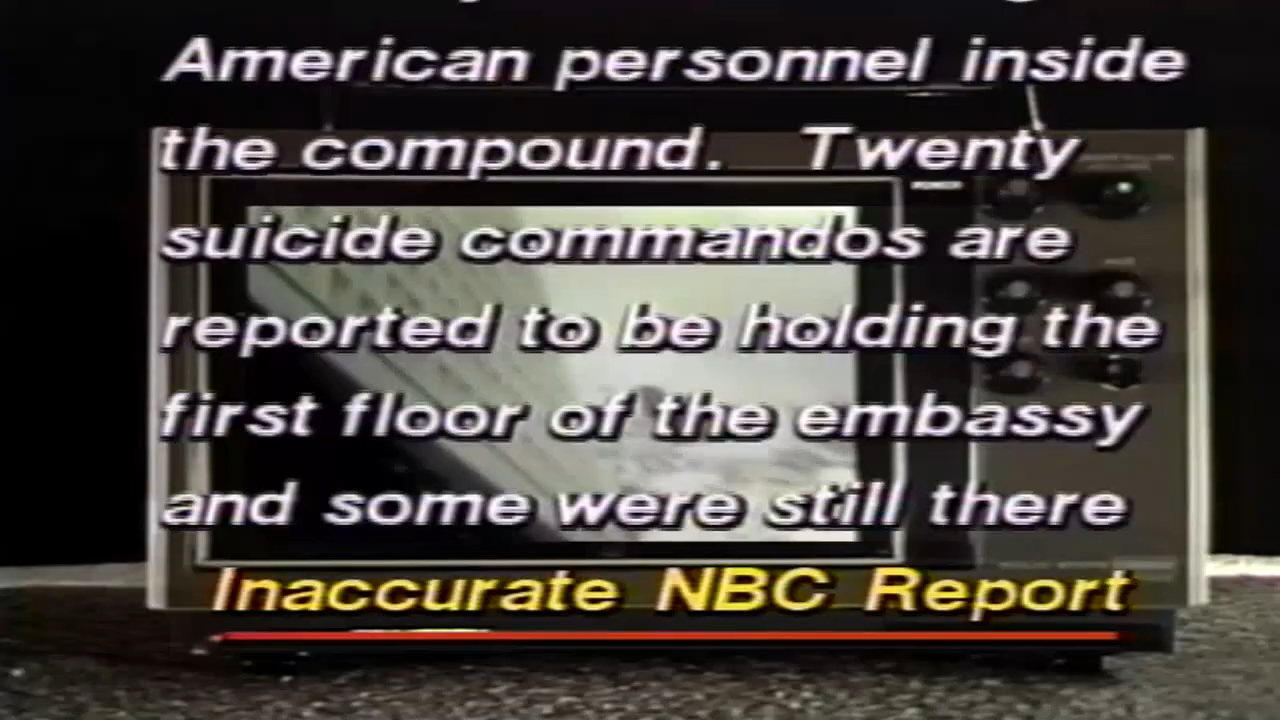 American personnel inside
the compound. Twenty
suicide commandos are
reported to be holding the
first floor of the embassy
and some were still there
Inaccurate NBC Report
POWER